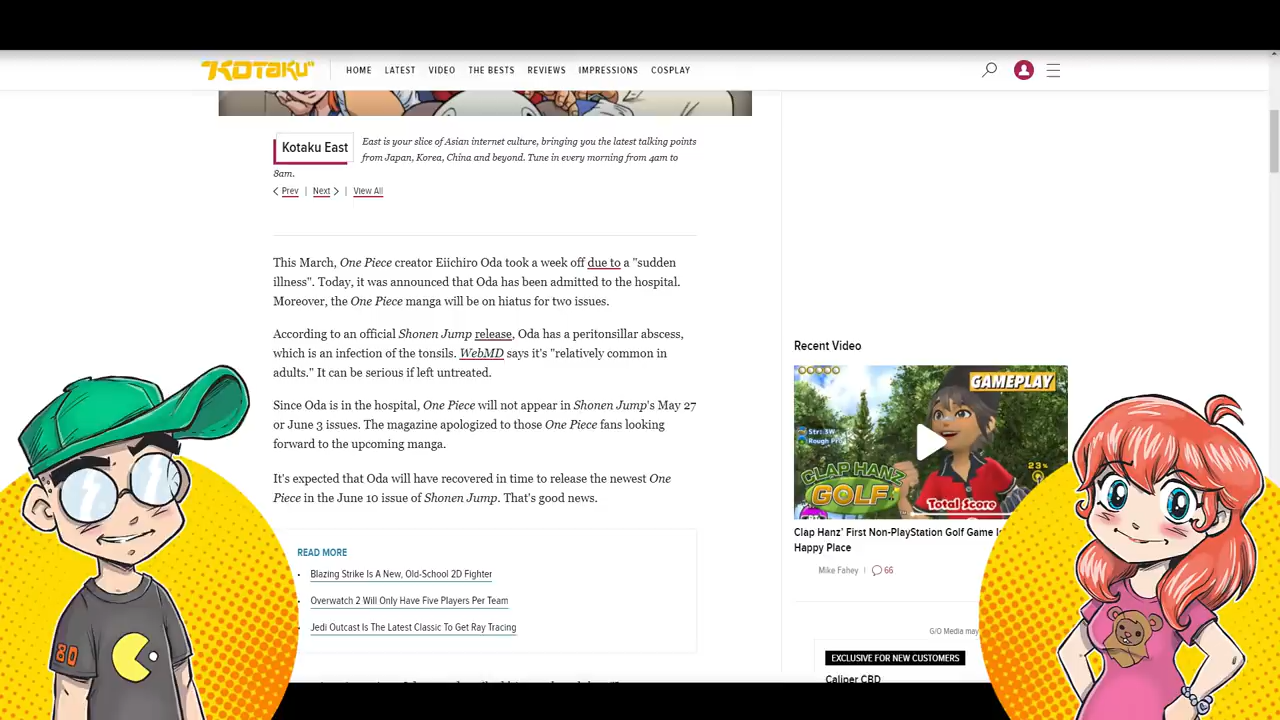 KOTAKU
HOME LATEST VIDEO THE BESTS REVIEWS IMPRESSIONS COSPLAY
Kotaku East
East is your slice of Asian internet culture, bringing you the latest talking points
from Japan, Korea, China and beyond. Tune in every morning from 4am to
8am.
Prev | Next | View All
This March, One Piece creator Eiichiro Oda took a week off due to a "sudden
illness". Today, it was announced that Oda has been admitted to the hospital.
Moreover, the One Piece manga will be on hiatus for two issues.
According to an official Shonen Jump release, Oda has a peritonsillar abscess,
which is an infection of the tonsils. WebMD says it's "relatively common in
adults." It can be serious if left untreated.
Since Oda is in the hospital, One Piece will not appear in Shonen Jump's May 27
or June 3 issues. The magazine apologized to those One Piece fans looking
forward to the upcoming manga.
It's expected that Oda will have recovered in time to release the newest One
Piece in the June 10 issue of Shonen Jump. That's good news.
READ MORE
Blazing Strike Is A New, Old-School 2D Fighter
Overwatch 2 Will Only Have Five Players Per Team
Jedi Outcast Is The Latest Classic To Get Ray Tracing
Recent Video
GAMEPLAY
Str: 3W
Rough
23%
CLAP HANZ
GOLF
Total Score
Clap Hanz' First Non-PlayStation Golf Game
Happy Place
Mike Fahey | 66
G/O Media may
EXCLUSIVE FOR NEW CUSTOMERS
Caliper CBD
80